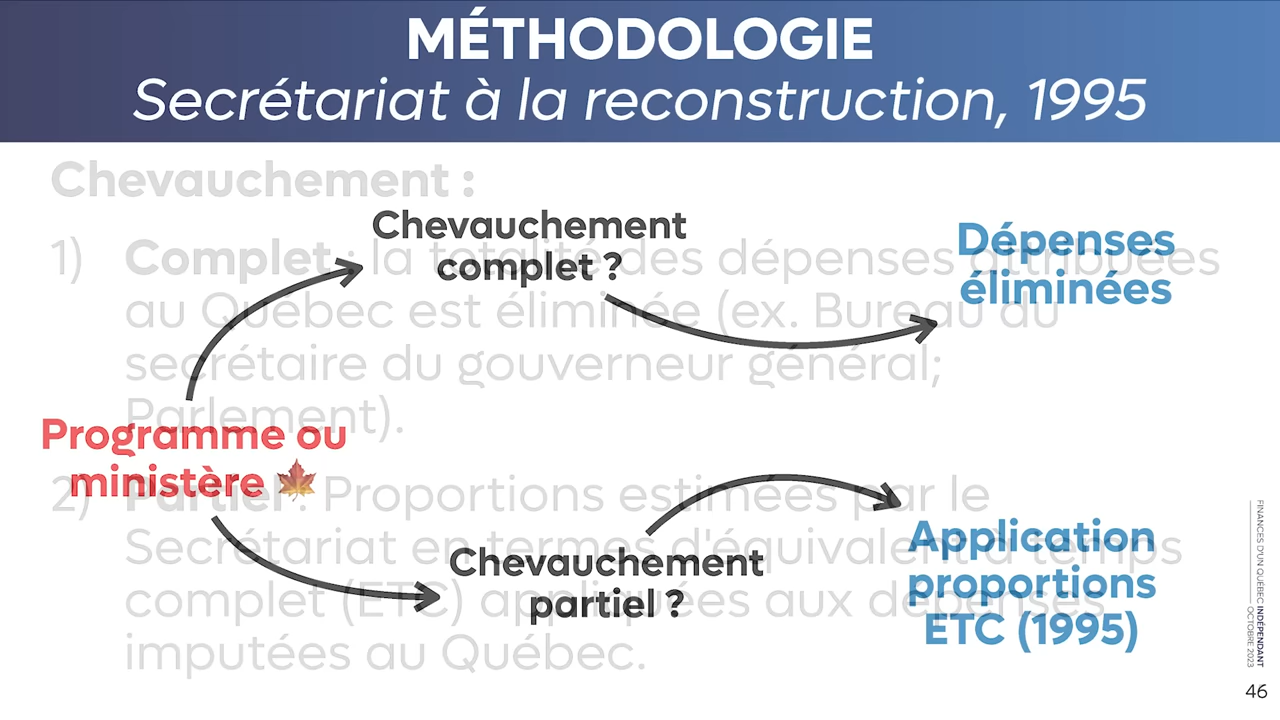 MÉTHODOLOGIE
Secrétariat à la reconstruction, 1995
Chevauchement :
1) Complet : la totalité des dépenses attribuées
au Québec est éliminée (ex. Bureau du
secrétaire du gouverneur général;
Parlement).
2) Partiel : Proportions estimées par le
Secrétariat en termes d'équivalent à temps
complet (ETC) appliquées aux dépenses
imputées au Québec.
Chevauchement
complet ?
Dépenses
éliminées
Programme ou
ministère
Chevauchement
partiel ?
Application
proportions
ETC (1995)
FINANCES D'UN QUÉBEC INDÉPENDANT
OCTOBRE 2023
46